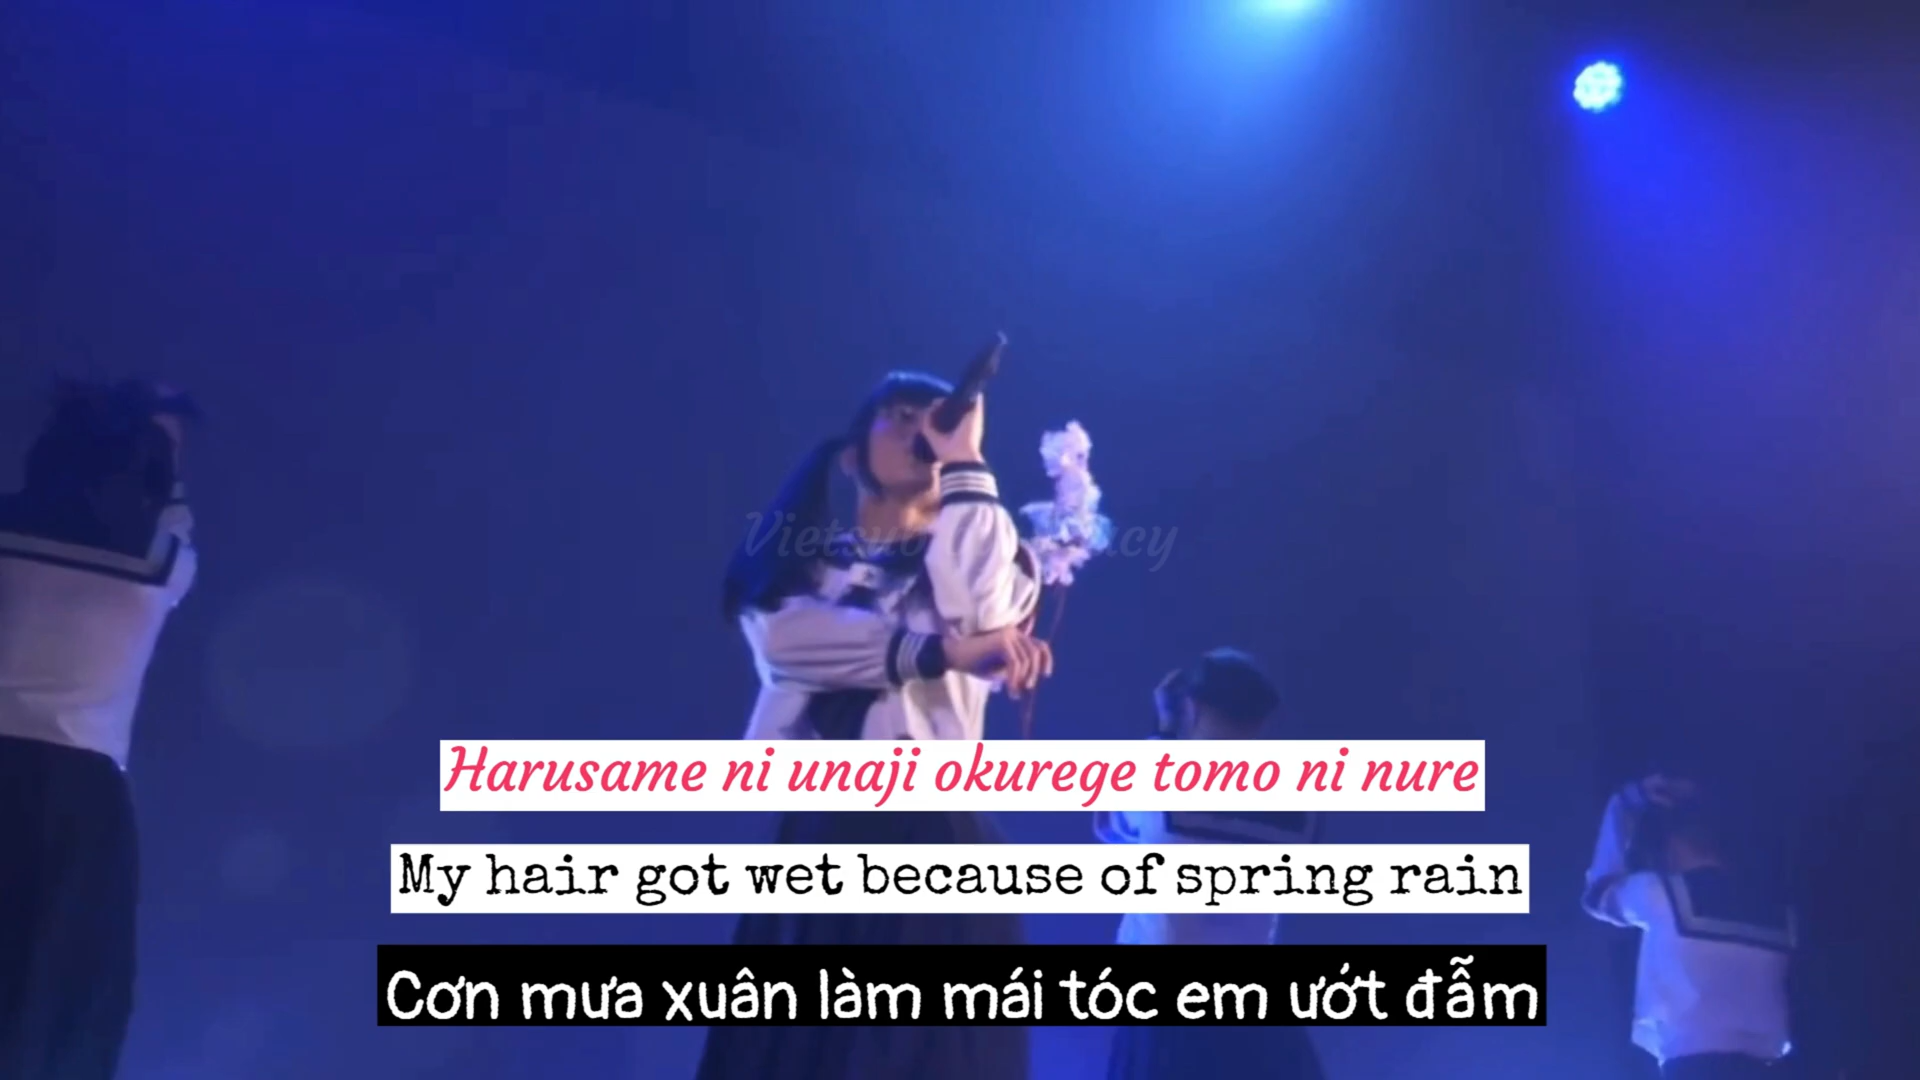 Vietsub
Harusame ni unaji okurege tomo ni nure
My hair got wet because of spring rain
Cơn mưa xuân làm mái tóc em ướt đẫm